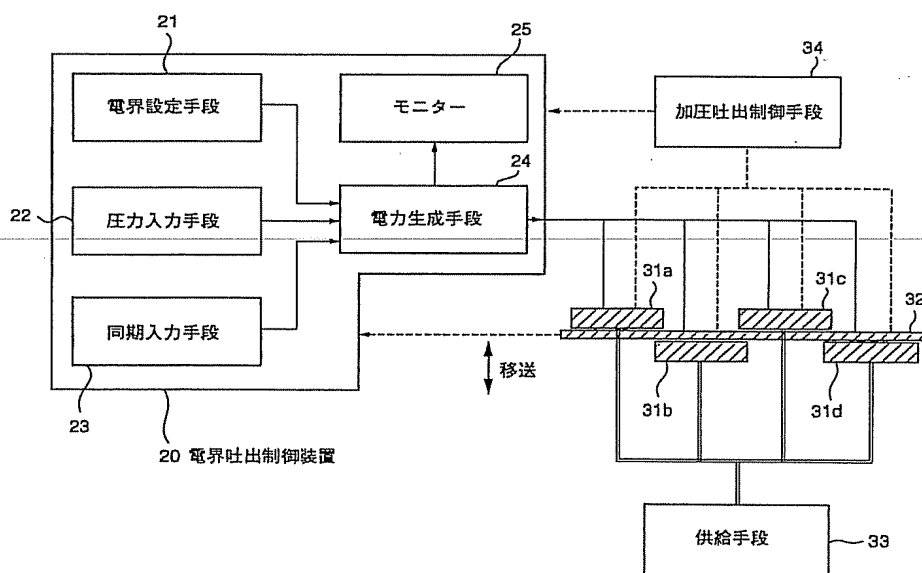 21
25
34
電界設定手段
モニター
加圧吐出制御手段
24
22
圧力入力手段
電力生成手段
31a
31c
32
同期入力手段
移送
23
31b
31d
20 電界吐出制御装置
供給手段
33